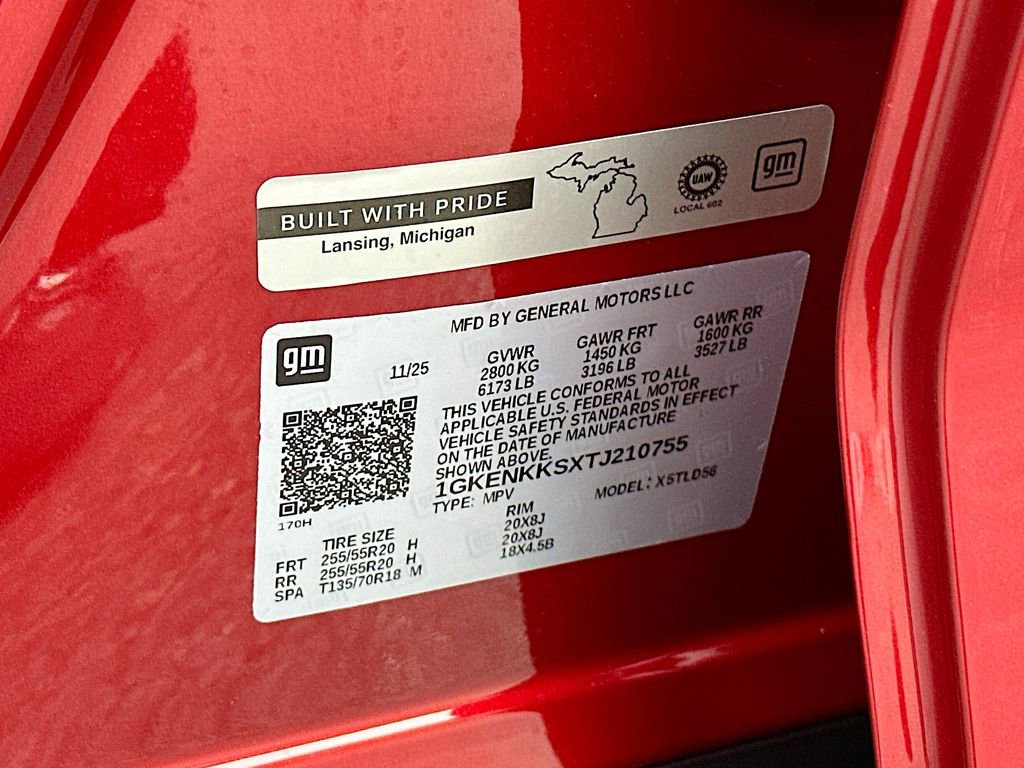 BUILT WITH PRIDE
Lansing, Michigan
UAW
LOCAL 602
gm
MFD BY GENERAL MOTORS LLC
gm
11/25
GVWR
2800 KG
6173 LB
GAWR FRT
1450 KG
3196 LB
GAWR RR
1600 KG
3527 LB
THIS VEHICLE CONFORMS TO ALL
APPLICABLE U.S. FEDERAL MOTOR
VEHICLE SAFETY STANDARDS IN EFFECT
ON THE DATE OF MANUFACTURE
SHOWN ABOVE.
1GKENKKSXTJ210755
TYPE: MPV MODEL: X5TLD56
170H
TIRE SIZE RIM
FRT 255/55R20 H 20X8J
RR 255/55R20 H 20X8J
SPA T135/70R18 M 18X4.5B